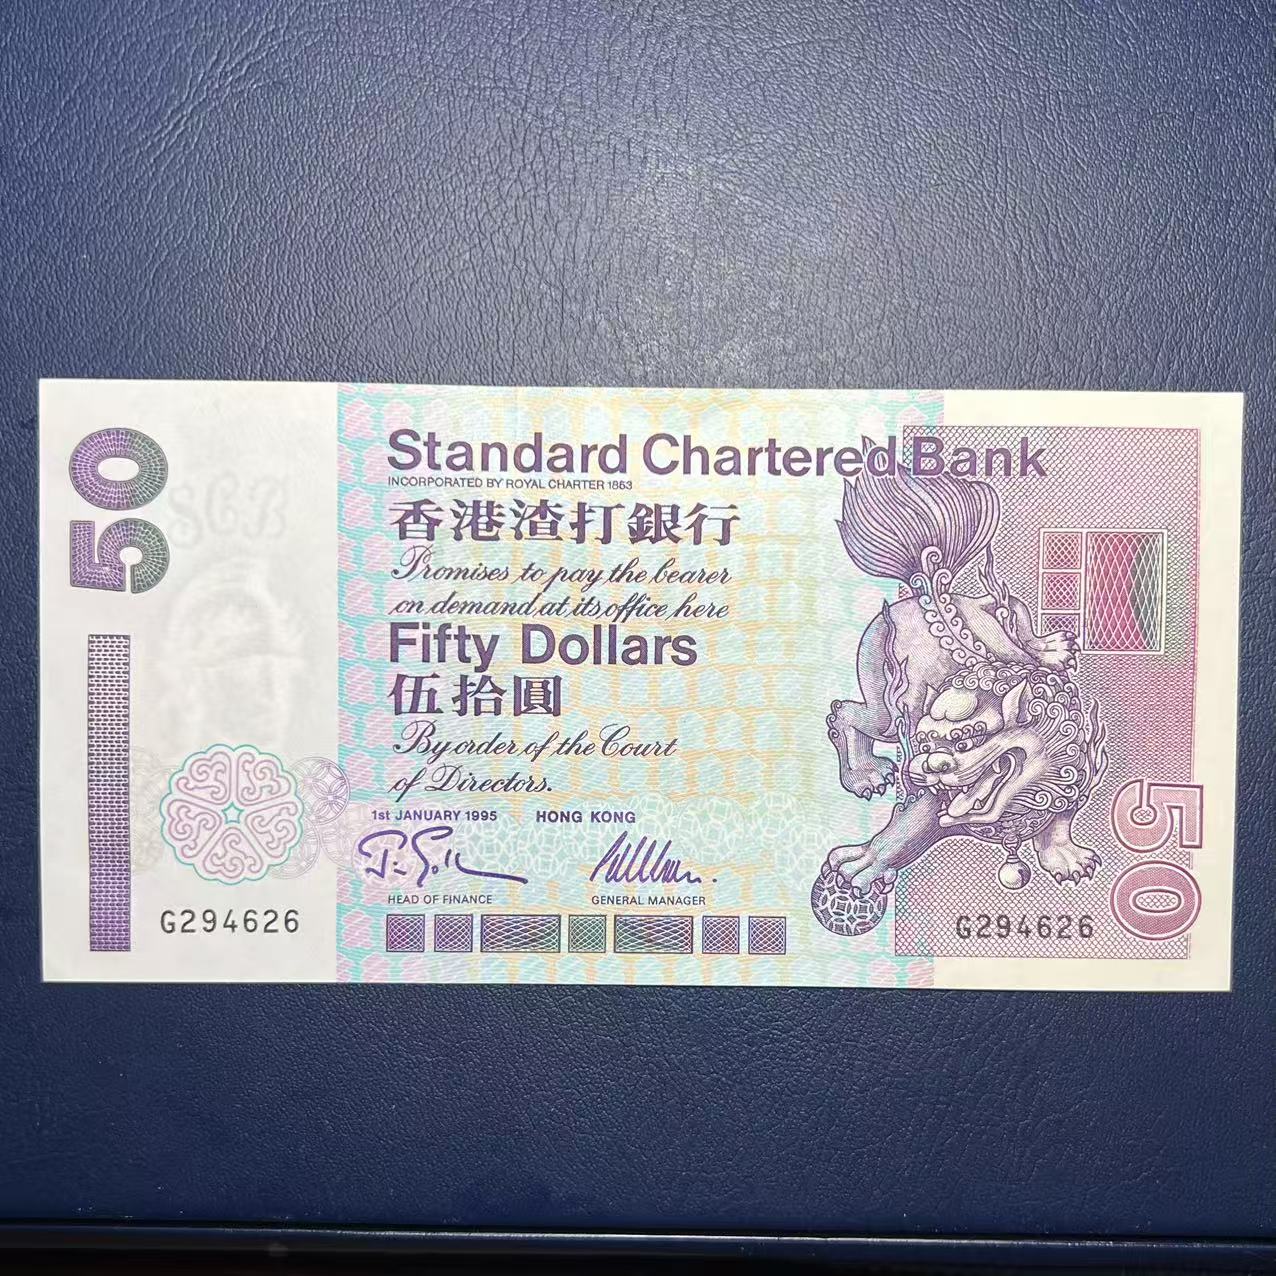 50
SCB
Standard Chartered Bank
INCORPORATED BY ROYAL CHARTER 1853
香港渣打銀行
Promises to pay the bearer
on demand at its office here
Fifty Dollars
伍拾圓
By order of the Court
of Directors.
1st JANUARY 1995 HONG KONG
HEAD OF FINANCE GENERAL MANAGER
G294626
G294626
50